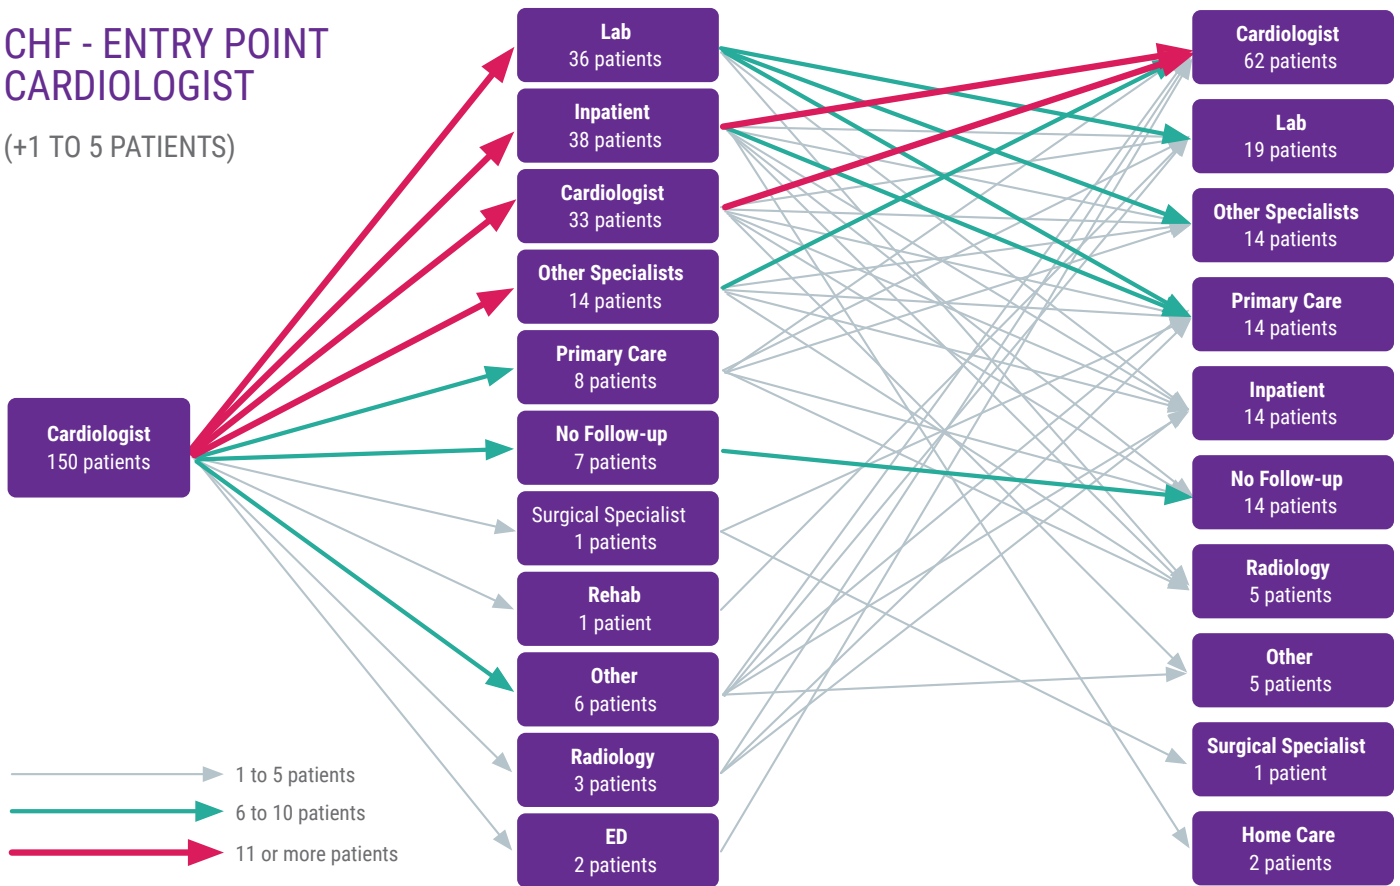 CHF - ENTRY POINT
CARDIOLOGIST
(+1 TO 5 PATIENTS)
Cardiologist
150 patients
Lab
36 patients
Inpatient
38 patients
Cardiologist
33 patients
Other Specialists
14 patients
Primary Care
8 patients
No Follow-up
7 patients
Surgical Specialist
1 patients
Rehab
1 patient
Other
6 patients
Radiology
3 patients
ED
2 patients
Cardiologist
62 patients
Lab
19 patients
Other Specialists
14 patients
Primary Care
14 patients
Inpatient
14 patients
No Follow-up
14 patients
Radiology
5 patients
Other
5 patients
Surgical Specialist
1 patient
Home Care
2 patients
1 to 5 patients
6 to 10 patients
11 or more patients